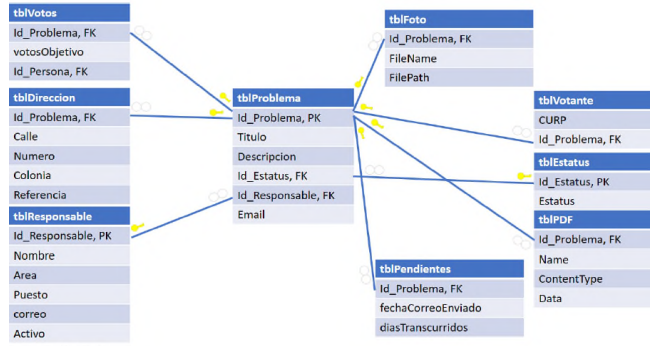 tblVotos
Id_Problema, FK
votosObjetivo
Id_Persona, FK
tblDireccion
Id_Problema, FK
Calle
Numero
Colonia
Referencia
tblResponsable
Id_Responsable, PK
Nombre
Area
Puesto
correo
Activo
tblProblema
Id_Problema, PK
Titulo
Descripcion
Id_Estatus, FK
Id_Responsable, FK
Email
tblFoto
Id_Problema, FK
FileName
FilePath
tblPendientes
Id_Problema, FK
fechaCorreoEnviado
diasTranscurridos
tblVotante
CURP
Id_Problema, FK
tblEstatus
Id_Estatus, PK
Estatus
tblPDF
Id_Problema, FK
Name
ContentType
Data